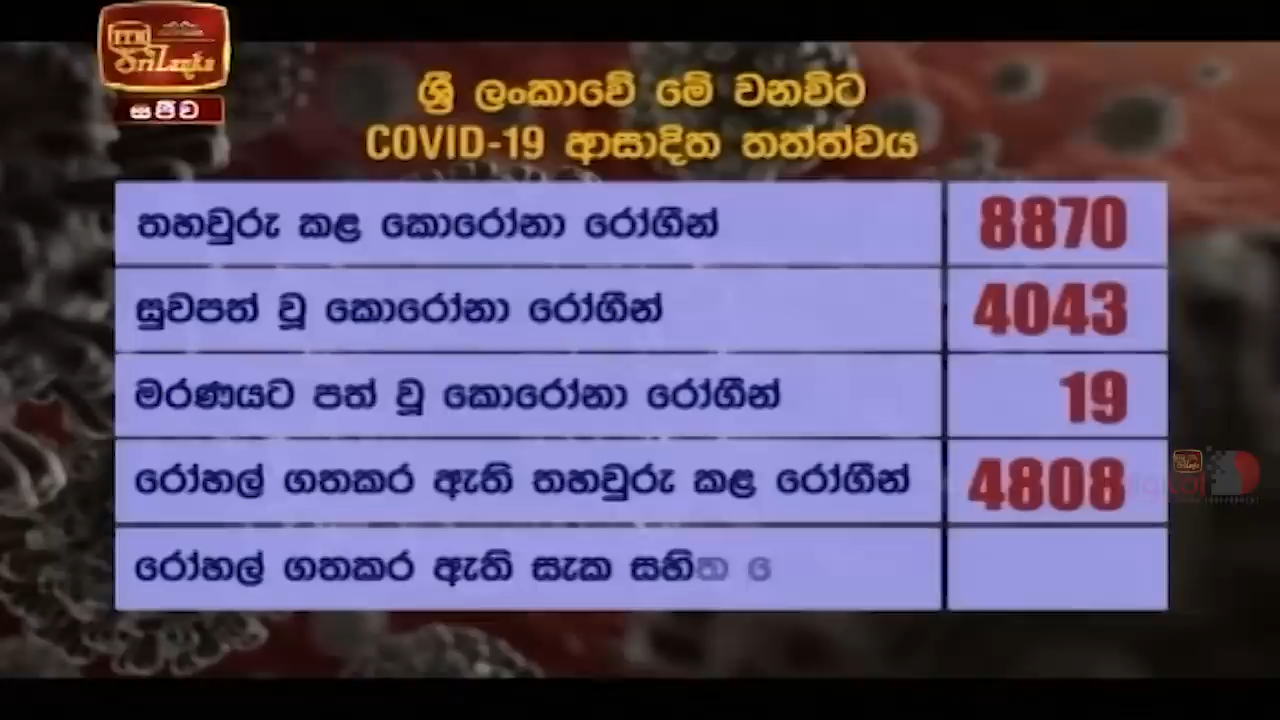 ශ්‍රී ලංකාවේ මේ වනවිට
COVID-19 ආසාදිත තත්ත්වය
සජීව
තහවුරු කළ කොරෝනා රෝගීන් 8870
සුවපත් වූ කොරෝනා රෝගීන් 4043
මරණයට පත් වූ කොරෝනා රෝගීන් 19
රෝහල් ගතකර ඇති තහවුරු කළ රෝගීන් 4808
රෝහල් ගතකර ඇති සැක සහිත